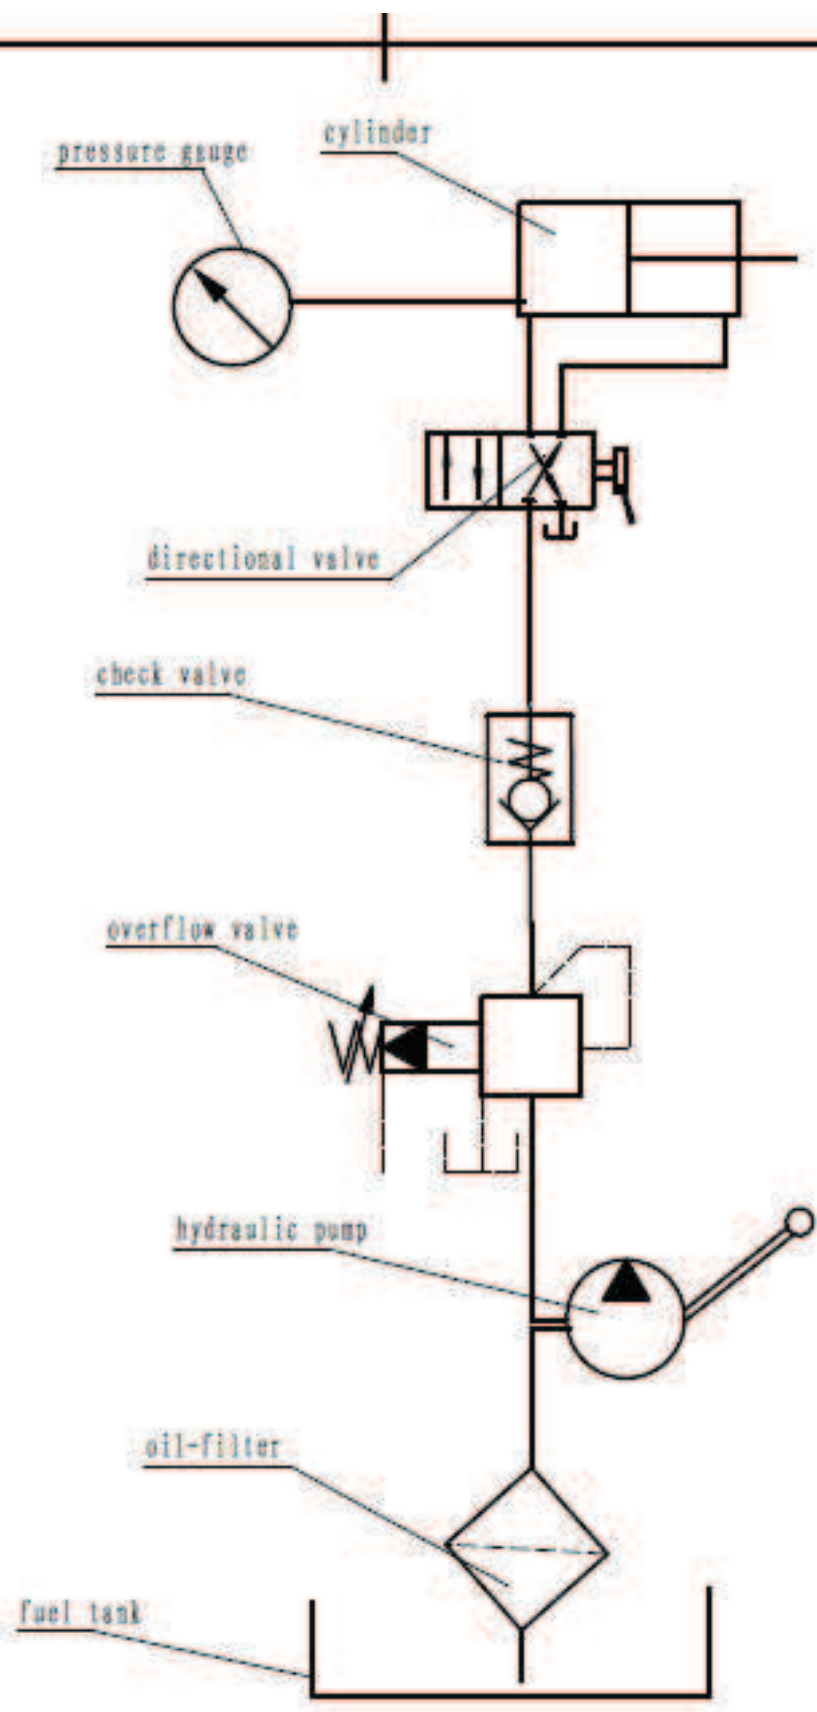 cylinder
pressure gauge
directional valve
check valve
overflow valve
hydraulic pump
oil-filter
fuel tank